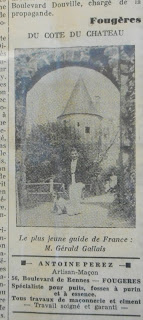 Boulevard Douville, chargé de la
propagande.
Fougères
DU COTE DU CHATEAU
Le plus jeune guide de France :
M. Gérald Gallais
ANTOINE PEREZ
Artisan-Maçon
56, Boulevard de Rennes — FOUGERES
Spécialiste pour puits, fosses à purin
et à essence.
Tous travaux de maçonnerie et ciment
— Travail soigné et garanti —